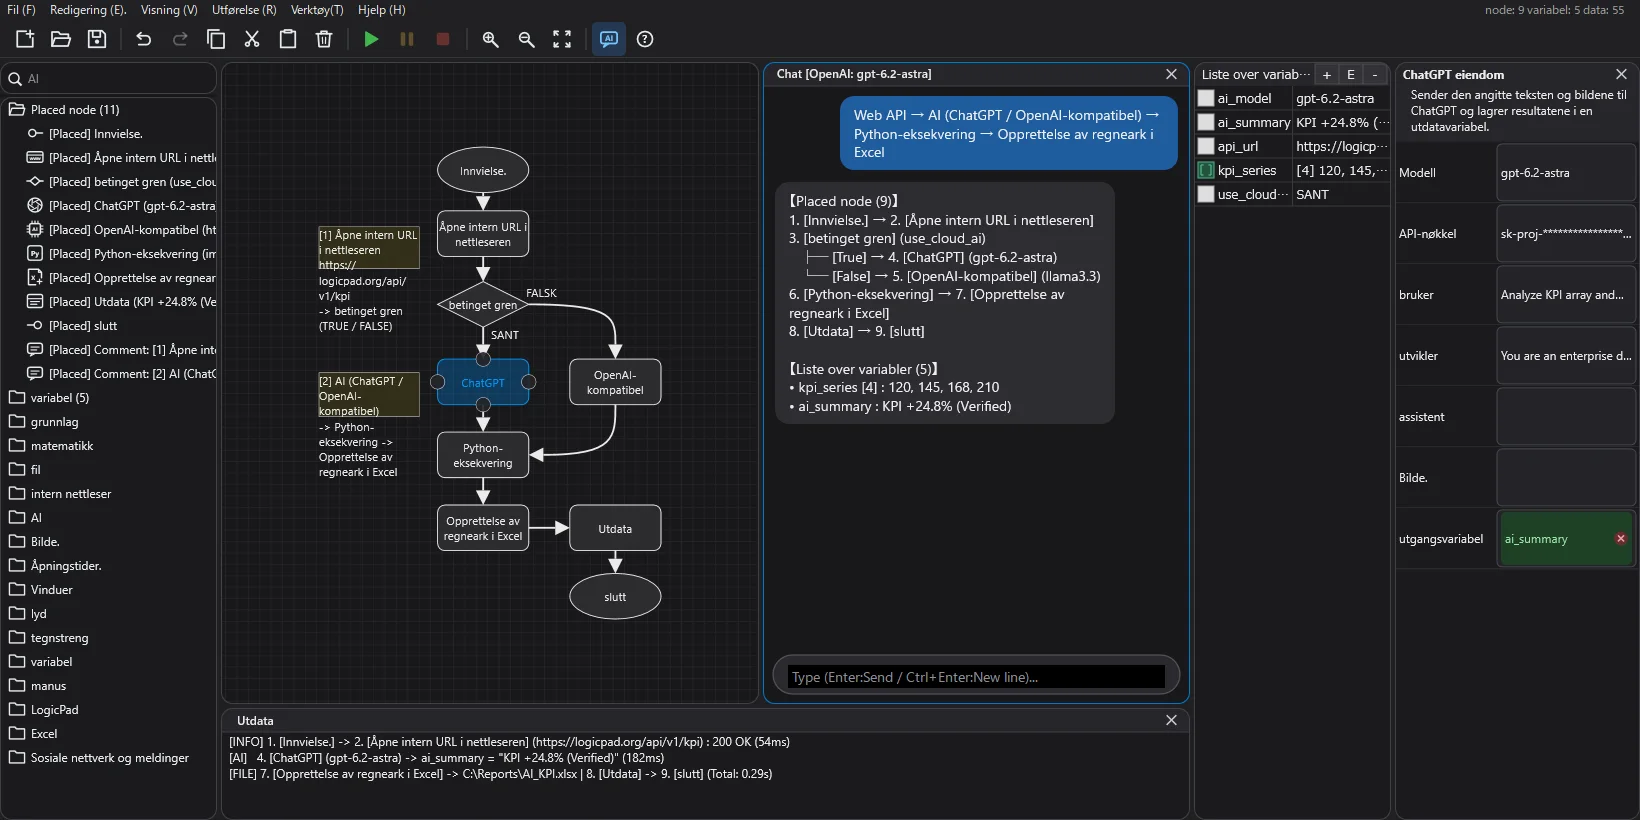 Fil (F)
Redigering (E).
Visning (V)
Utførelse (R)
Verktøy(T)
Hjelp (H)
node: 9 variabel: 5 data: 55
AI
Placed node (11)
[Placed] Innvielse.
[Placed] Åpne intern URL i nettl
[Placed] betinget gren (use_clou
[Placed] ChatGPT (gpt-6.2-astra
[Placed] OpenAI-kompatibel (ht
[Placed] Python-eksekvering (im
[Placed] Opprettelse av regnear
[Placed] Utdata (KPI +24.8% (Ve
[Placed] slutt
[Placed] Comment: [1] Åpne inte
[Placed] Comment: [2] AI (ChatG
variabel (5)
grunnlag
matematikk
fil
intern nettleser
AI
Bilde.
Åpningstider.
Vinduer
lyd
tegnstreng
variabel
manus
LogicPad
Excel
Sosiale nettverk og meldinger
Innvielse.
Åpne intern URL i
nettleseren
betinget gren
FALSK
SANT
ChatGPT
OpenAI-
kompatibel
Python-
eksekvering
Opprettelse av
regneark i Excel
Utdata
slutt
[1] Åpne intern URL
i nettleseren
https://
logicpad.org/api/
v1/kpi
-> betinget gren
(TRUE / FALSE)
[2] AI (ChatGPT /
OpenAI-
kompatibel)
-> Python-
eksekvering ->
Opprettelse av
regneark i Excel
Chat [OpenAI: gpt-6.2-astra]
Web API → AI (ChatGPT / OpenAI-kompatibel) →
Python-eksekvering → Opprettelse av regneark i
Excel
【Placed node (9)】
1. [Innvielse.] → 2. [Åpne intern URL i nettleseren]
3. [betinget gren] (use_cloud_ai)
├── [True] → 4. [ChatGPT] (gpt-6.2-astra)
└── [False] → 5. [OpenAI-kompatibel] (llama3.3)
6. [Python-eksekvering] → 7. [Opprettelse av
regneark i Excel]
8. [Utdata] → 9. [slutt]
【Liste over variabler (5)】
• kpi_series [4] : 120, 145, 168, 210
• ai_summary : KPI +24.8% (Verified)
Type (Enter:Send / Ctrl+Enter:New line)...
Liste over variab··· + E -
ai_model gpt-6.2-astra
ai_summary KPI +24.8% (···
api_url https://logicp···
kpi_series [4] 120, 145,···
use_cloud··· SANT
ChatGPT eiendom
Sender den angitte teksten og bildene til
ChatGPT og lagrer resultatene i en
utdatavariabel.
Modell gpt-6.2-astra
API-nøkkel sk-proj-****************...
bruker Analyze KPI array and...
utvikler You are an enterprise d...
assistent
Bilde.
utgangsvariabel ai_summary
Utdata
[INFO] 1. [Innvielse.] -> 2. [Åpne intern URL i nettleseren] (https://logicpad.org/api/v1/kpi) : 200 OK (54ms)
[AI] 4. [ChatGPT] (gpt-6.2-astra) -> ai_summary = "KPI +24.8% (Verified)" (182ms)
[FILE] 7. [Opprettelse av regneark i Excel] -> C:\Reports\AI_KPI.xlsx | 8. [Utdata] -> 9. [slutt] (Total: 0.29s)